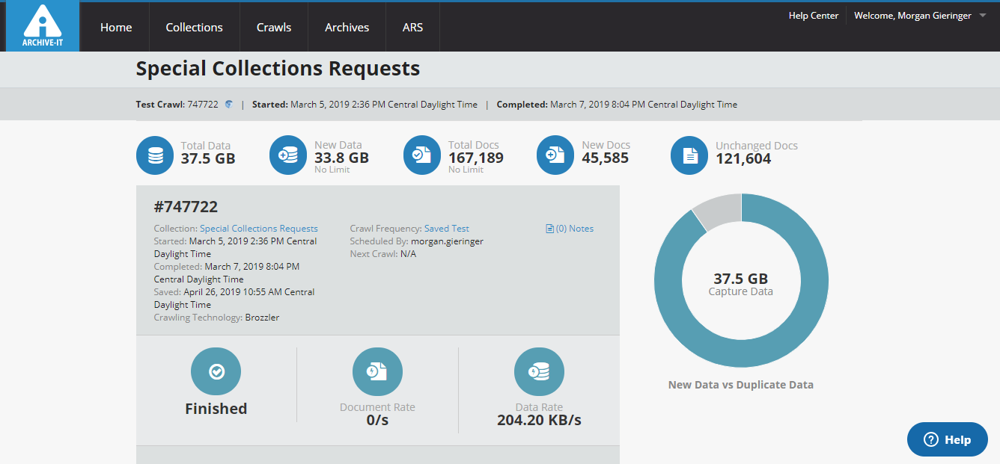 ARCHIVE-IT
Home
Collections
Crawls
Archives
ARS
Help Center
Welcome, Morgan Gieringer
Special Collections Requests
Test Crawl: 747722 | Started: March 5, 2019 2:36 PM Central Daylight Time | Completed: March 7, 2019 8:04 PM Central Daylight Time
Total Data
37.5 GB
New Data
33.8 GB
No Limit
Total Docs
167,189
No Limit
New Docs
45,585
Unchanged Docs
121,604
#747722
Collection: Special Collections Requests
Started: March 5, 2019 2:36 PM Central
Daylight Time
Completed: March 7, 2019 8:04 PM
Central Daylight Time
Saved: April 26, 2019 10:55 AM Central
Daylight Time
Crawling Technology: Brozzler
Crawl Frequency: Saved Test
Scheduled By: morgan.gieringer
Next Crawl: N/A
(0) Notes
37.5 GB
Capture Data
New Data vs Duplicate Data
Finished
Document Rate
0/s
Data Rate
204.20 KB/s
? Help